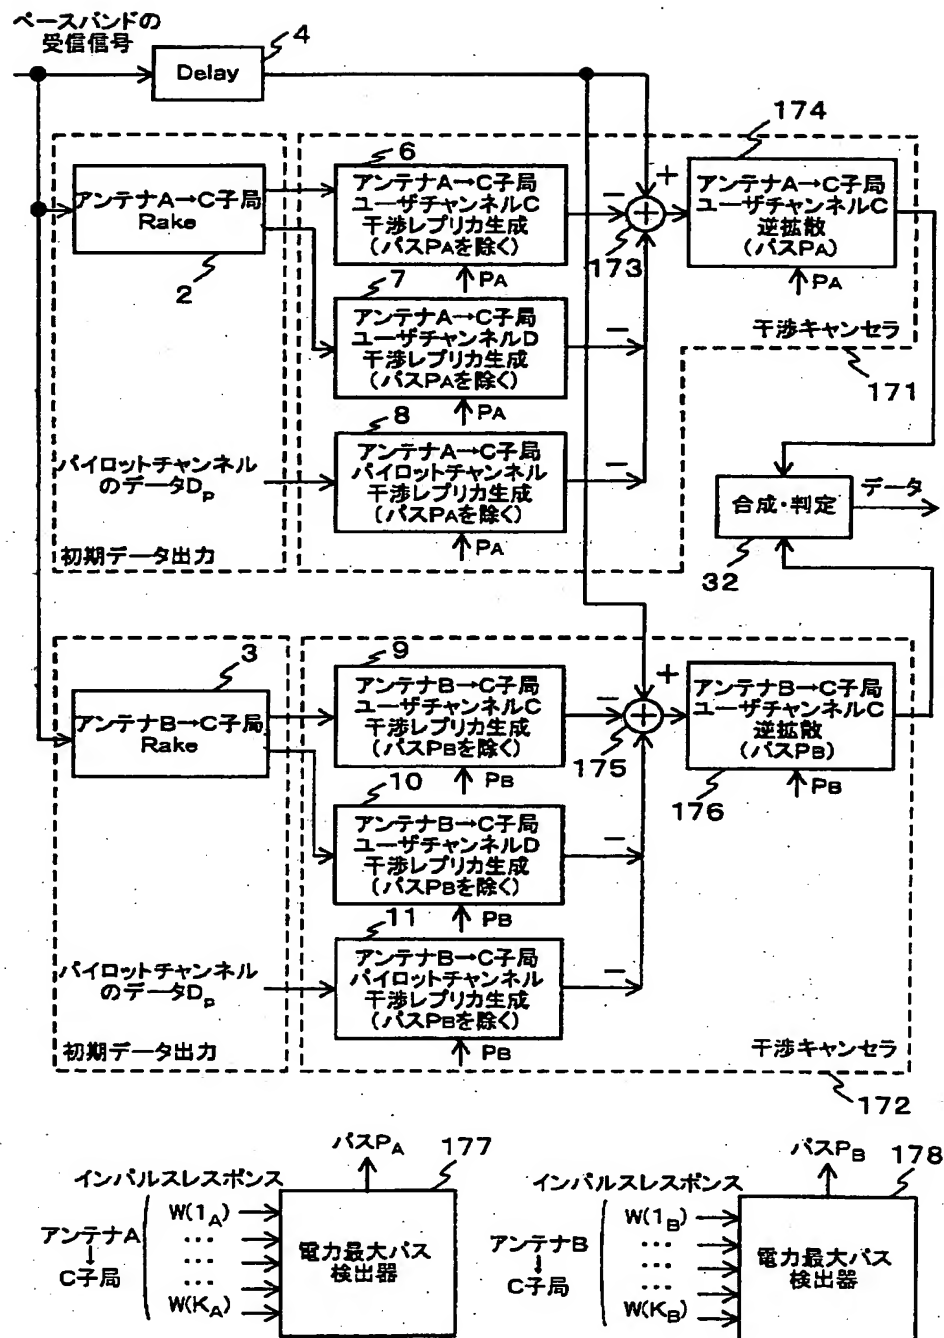 ベースバンドの
受信信号
4
Delay
174
6
アンテナA→C子局
Rake
2
アンテナA→C子局
ユーザチャンネルC
干渉レプリカ生成
(パスPAを除く)
PA
－
＋
173
アンテナA→C子局
ユーザチャンネルC
逆拡散
(パスPA)
PA
7
アンテナA→C子局
ユーザチャンネルD
干渉レプリカ生成
(パスPAを除く)
PA
－
干渉キャンセラ
171
8
パイロットチャンネル
のデータDp
アンテナA→C子局
パイロットチャンネル
干渉レプリカ生成
(パスPAを除く)
PA
－
初期データ出力
合成・判定
データ
32
3
アンテナB→C子局
Rake
9
アンテナB→C子局
ユーザチャンネルC
干渉レプリカ生成
(パスPBを除く)
PB
－
＋
175
アンテナB→C子局
ユーザチャンネルC
逆拡散
(パスPB)
PB
176
10
アンテナB→C子局
ユーザチャンネルD
干渉レプリカ生成
(パスPBを除く)
PB
－
11
パイロットチャンネル
のデータDp
アンテナB→C子局
パイロットチャンネル
干渉レプリカ生成
(パスPBを除く)
PB
－
初期データ出力
干渉キャンセラ
172
パスPA
177
インパルスレスポンス
アンテナA
↓
C子局
W(1A)
…
…
…
W(KA)
電力最大パス
検出器
パスPB
178
インパルスレスポンス
アンテナB
↓
C子局
W(1B)
…
…
…
W(KB)
電力最大パス
検出器